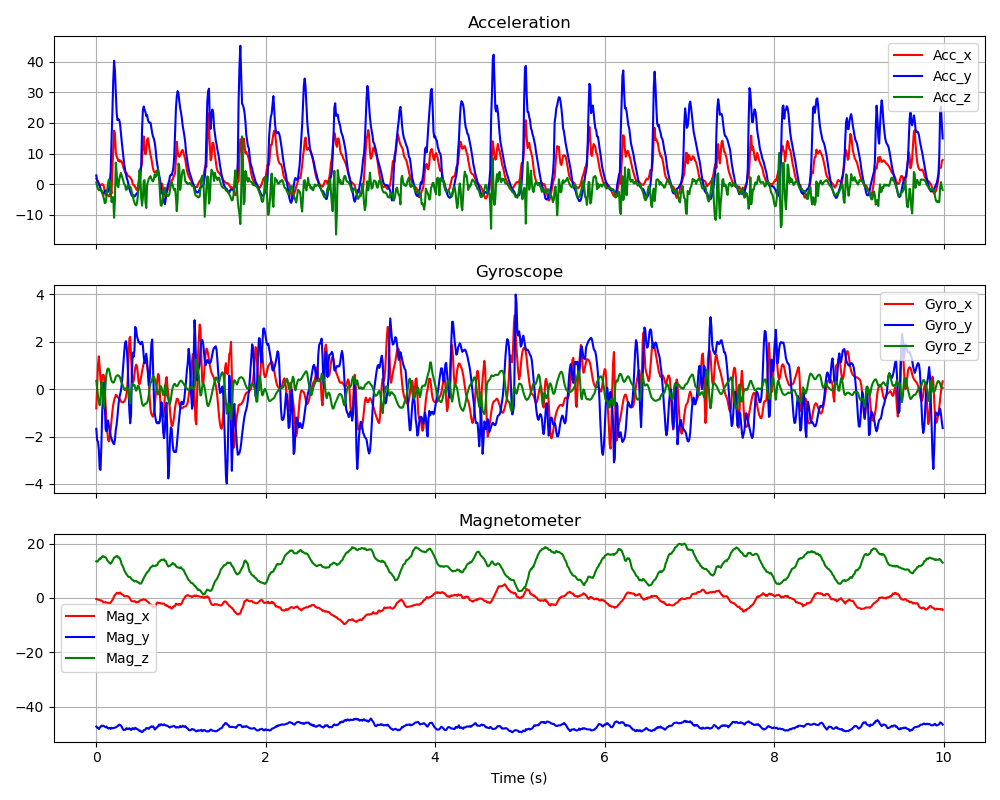 Acceleration
40
30
20
10
0
−10
Acc_x
Acc_y
Acc_z
Gyroscope
4
2
0
−2
−4
Gyro_x
Gyro_y
Gyro_z
Magnetometer
20
0
−20
−40
Mag_x
Mag_y
Mag_z
0 2 4 6 8 10
Time (s)